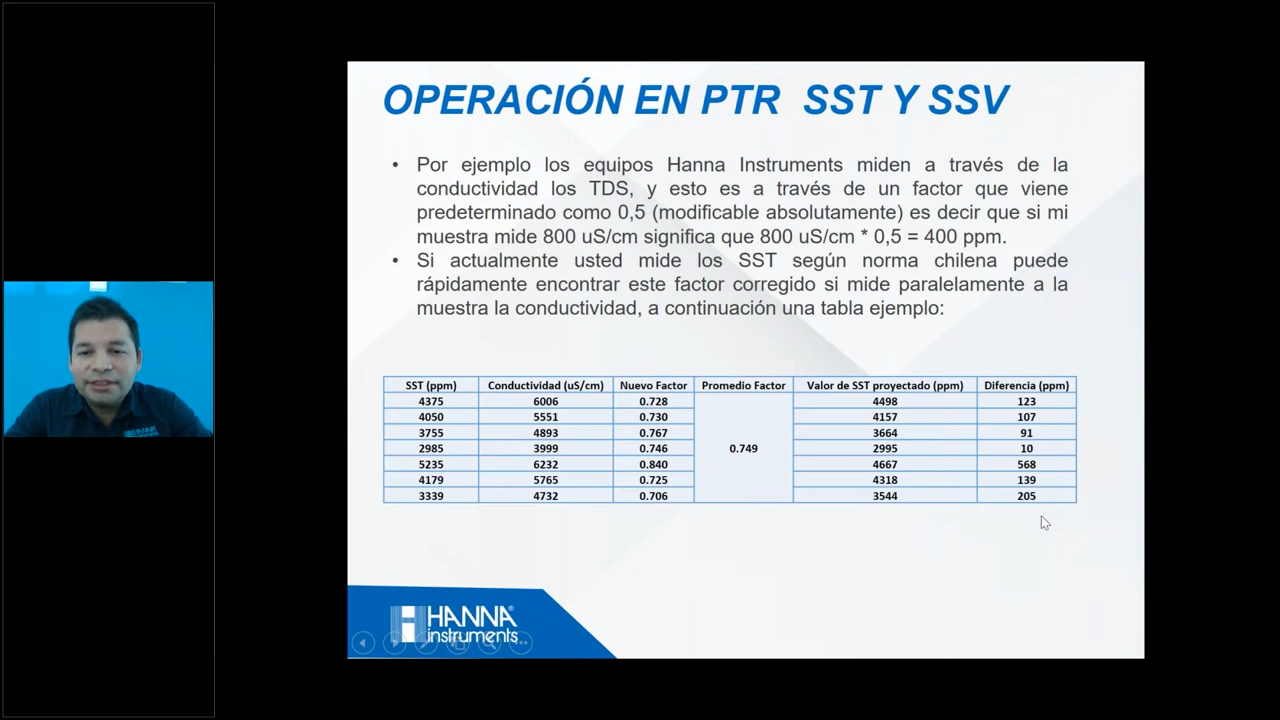 OPERACIÓN EN PTR SST Y SSV
• Por ejemplo los equipos Hanna Instruments miden a través de la
conductividad los TDS, y esto es a través de un factor que viene
predeterminado como 0,5 (modificable absolutamente) es decir que si mi
muestra mide 800 uS/cm significa que 800 uS/cm * 0,5 = 400 ppm.
• Si actualmente usted mide los SST según norma chilena puede
rápidamente encontrar este factor corregido si mide paralelamente a la
muestra la conductividad, a continuación una tabla ejemplo:
SST (ppm) Conductividad (uS/cm) Nuevo Factor Promedio Factor Valor de SST proyectado (ppm) Diferencia (ppm)
4375 6006 0.728 4498 123
4050 5551 0.730 4157 107
3755 4893 0.767 3664 91
2985 3999 0.746 0.749 2995 10
5235 6232 0.840 4667 568
4179 5765 0.725 4318 139
3339 4732 0.706 3544 205
HANNA
instruments